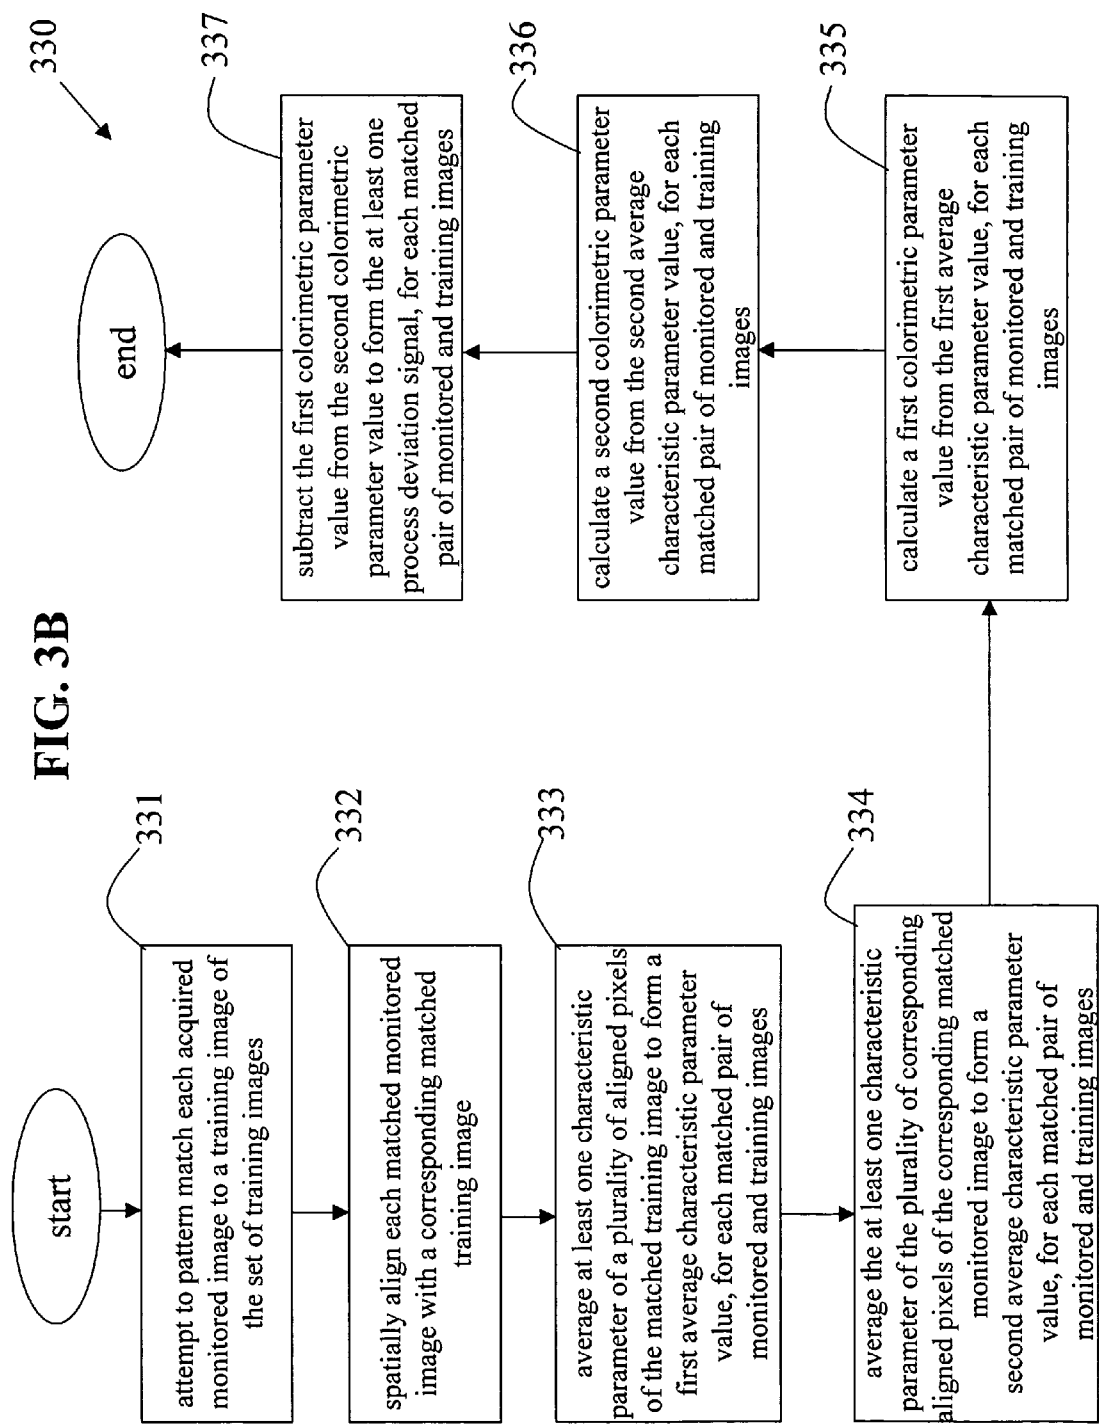 FIG. 3B
330
start
331
attempt to pattern match each acquired
monitored image to a training image of
the set of training images
332
spatially align each matched monitored
image with a corresponding matched
training image
333
average at least one characteristic
parameter of a plurality of aligned pixels
of the matched training image to form a
first average characteristic parameter
value, for each matched pair of
monitored and training images
334
average the at least one characteristic
parameter of the plurality of corresponding
aligned pixels of the corresponding matched
monitored image to form a
second average characteristic parameter
value, for each matched pair of
monitored and training images
335
calculate a first colorimetric parameter
value from the first average
characteristic parameter value, for each
matched pair of monitored and training
images
336
calculate a second colorimetric parameter
value from the second average
characteristic parameter value, for each
matched pair of monitored and training
images
337
subtract the first colorimetric parameter
value from the second colorimetric
parameter value to form the at least one
process deviation signal, for each matched
pair of monitored and training images
end